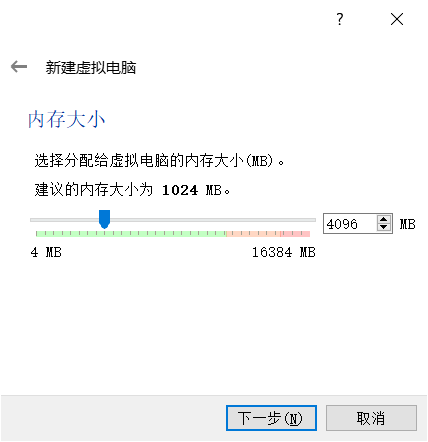 ?
新建虚拟电脑
内存大小
选择分配给虚拟电脑的内存大小(MB)。
建议的内存大小为 1024 MB。
4096 MB
4 MB 16384 MB
下一步(N) 取消